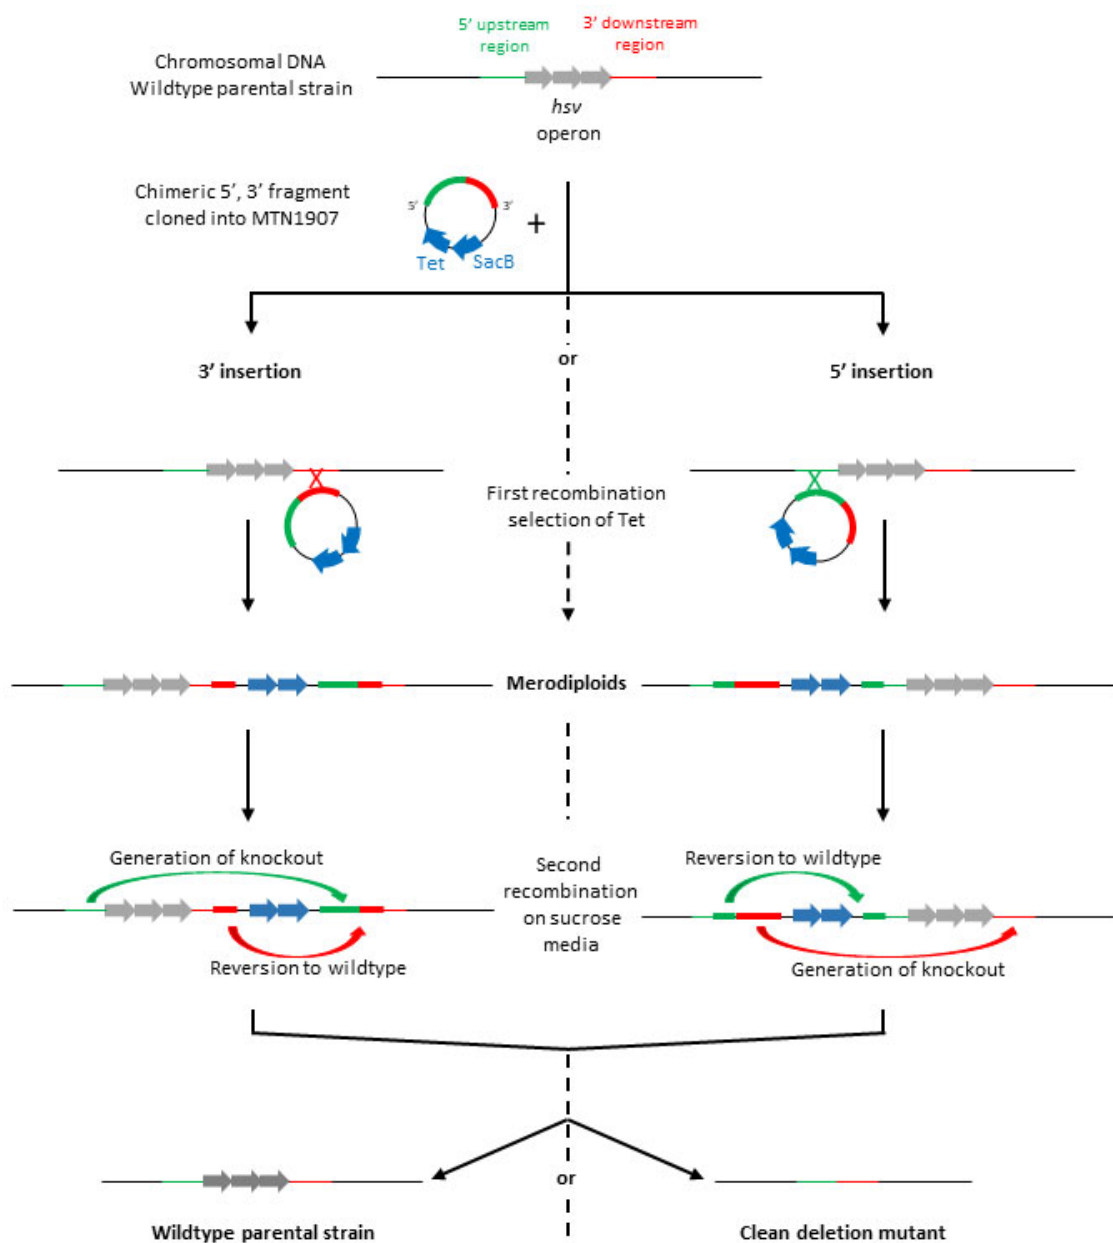 5’ upstream
region
3’ downstream
region
Chromosomal DNA
Wildtype parental strain
hsv
operon
Chimeric 5’, 3’ fragment
cloned into MTN1907
5’
3’
+
Tet
SacB
or
3’ insertion
5’ insertion
First recombination
selection of Tet
Merodiploids
Generation of knockout
Reversion to wildtype
Second
recombination
on sucrose
media
Reversion to wildtype
Generation of knockout
or
Wildtype parental strain
Clean deletion mutant